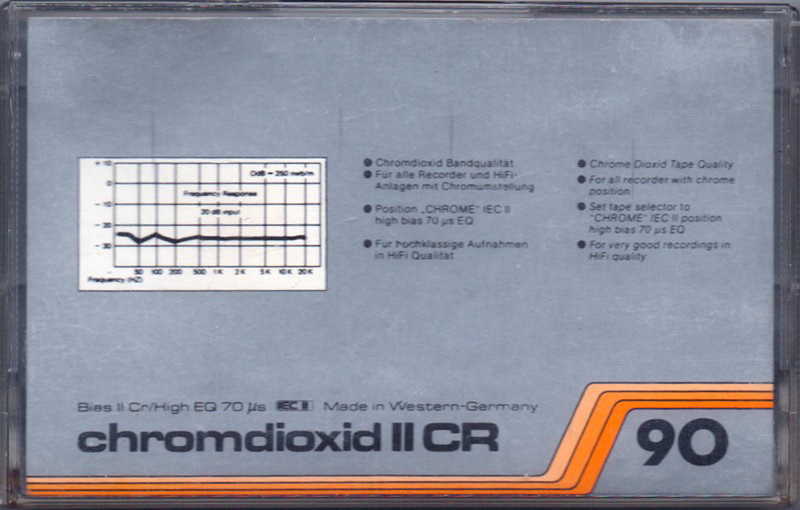 + 10
0
- 10
- 20
- 30
0dB = 250 nwb/m
Frequency Response
20 dB input
50 100 200 500 1K 2K 5K 10K 20K
Frequency (HZ)
● Chromdioxid Bandqualität
● Für alle Recorder und HiFi-
Anlagen mit Chromumstellung
● Position „CHROME" IEC II
high bias 70 µs EQ
● Für hochklassige Aufnahmen
in HiFi Qualität
● Chrome Dioxid Tape Quality
● For all recorder with chrome
position
● Set tape selector to
"CHROME" IEC II position
high bias 70 µs EQ
● For very good recordings in
HiFi quality
Bias II Cr/High EQ 70 µs IEC II Made in Western-Germany
chromdioxid II CR 90